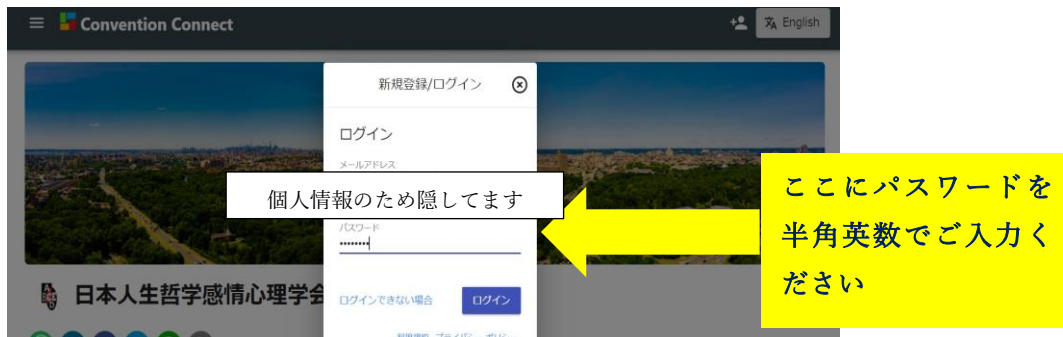 Convention Connect
English
新規登録/ログイン
ログイン
メールアドレス
個人情報のため隠してます
パスワード
ここにパスワードを
半角英数でご入力く
ださい
日本人生哲学感情心理学会
ログインできない場合
ログイン